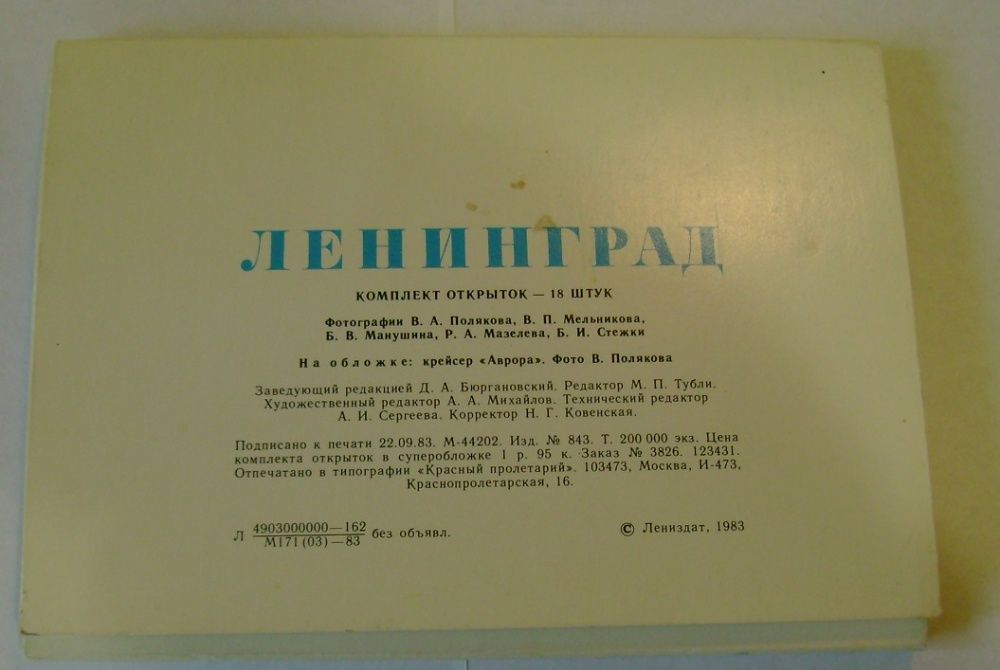 ЛЕНИНГРАД
КОМПЛЕКТ ОТКРЫТОК — 18 ШТУК
Фотографии В. А. Полякова, В. П. Мельникова,
Б. В. Манушина, Р. А. Мазелева, Б. И. Стежки
На обложке: крейсер «Аврора». Фото В. Полякова
Заведующий редакцией Д. А. Бюргановский. Редактор М. П. Тубли.
Художественный редактор А. А. Михайлов. Технический редактор
А. И. Сергеева. Корректор Н. Г. Ковенская.
Подписано к печати 22.09.83. М-44202. Изд. № 843. Т. 200 000 экз. Цена
комплекта открыток в суперобложке 1 р. 95 к. Заказ № 3826. 123431.
Отпечатано в типографии «Красный пролетарий». 103473, Москва, И-473,
Краснопролетарская, 16.
Л 4903000000—162 без объявл.
М171(03)—83
© Лениздат, 1983